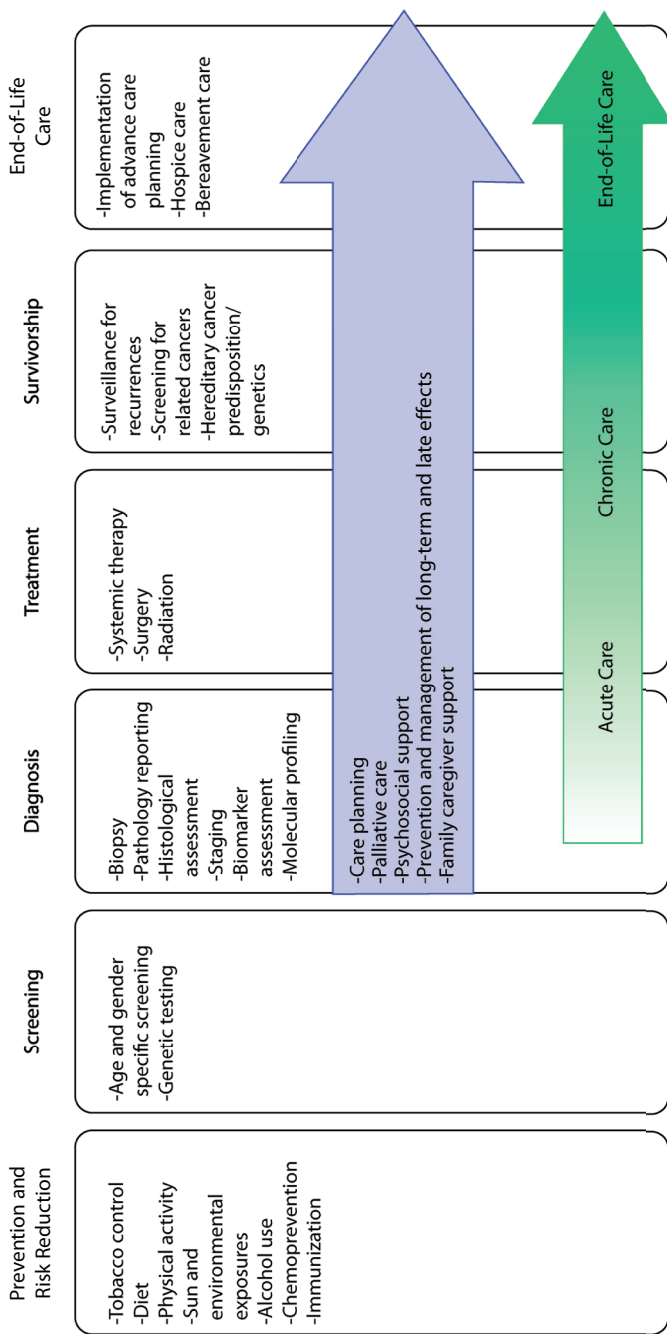 Prevention and
Risk Reduction
-Tobacco control
-Diet
-Physical activity
-Sun and
environmental
exposures
-Alcohol use
-Chemoprevention
-Immunization
Screening
-Age and gender
specific screening
-Genetic testing
Diagnosis
-Biopsy
-Pathology reporting
-Histological
assessment
-Staging
-Biomarker
assessment
-Molecular profiling
Treatment
-Systemic therapy
-Surgery
-Radiation
Survivorship
-Surveillance for
recurrences
-Screening for
related cancers
-Hereditary cancer
predisposition/
genetics
End-of-Life
Care
-Implementation
of advance care
planning
-Hospice care
-Bereavement care
-Care planning
-Palliative care
-Psychosocial support
-Prevention and management of long-term and late effects
-Family caregiver support
Acute Care
Chronic Care
End-of-Life Care